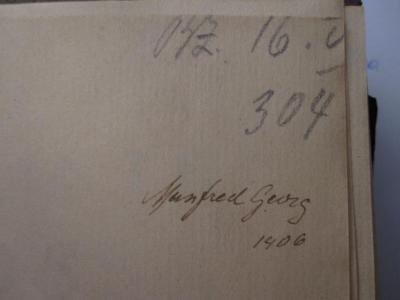 16. V
304
Manfred Georg
1906